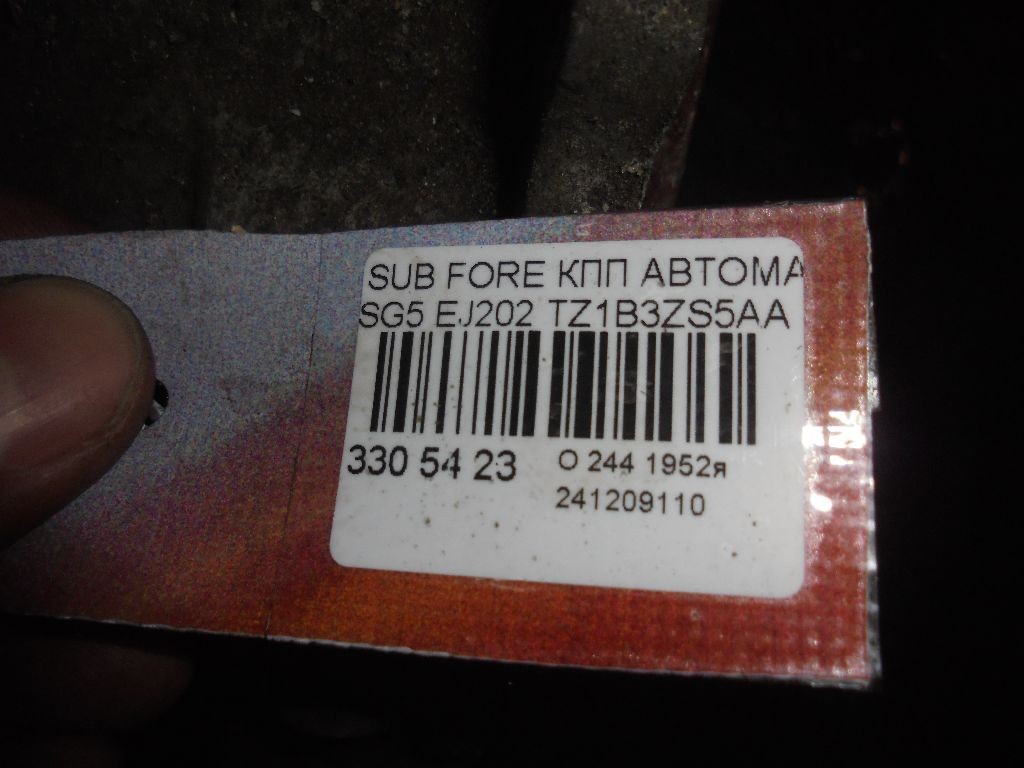 SUB FORE КПП АВТОМА
SG5 EJ202 TZ1B3ZS5AA
330 54 23
О 244 1952я
241209110